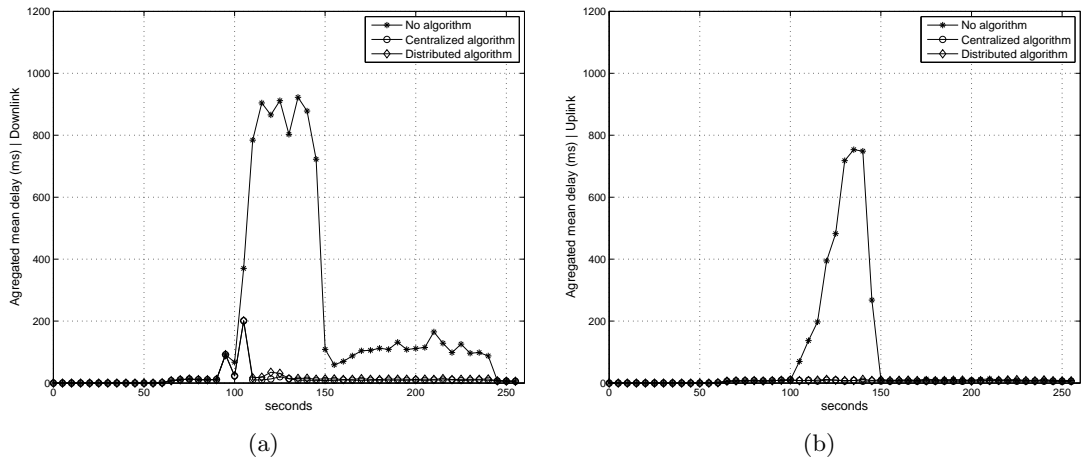 1200
1000
800
600
400
200
0
Agregated mean delay (ms) | Downlink
No algorithm
Centralized algorithm
Distributed algorithm
0 50 100 150 200 250
seconds
(a)
1200
1000
800
600
400
200
0
Agregated mean delay (ms) | Uplink
No algorithm
Centralized algorithm
Distributed algorithm
0 50 100 150 200 250
seconds
(b)